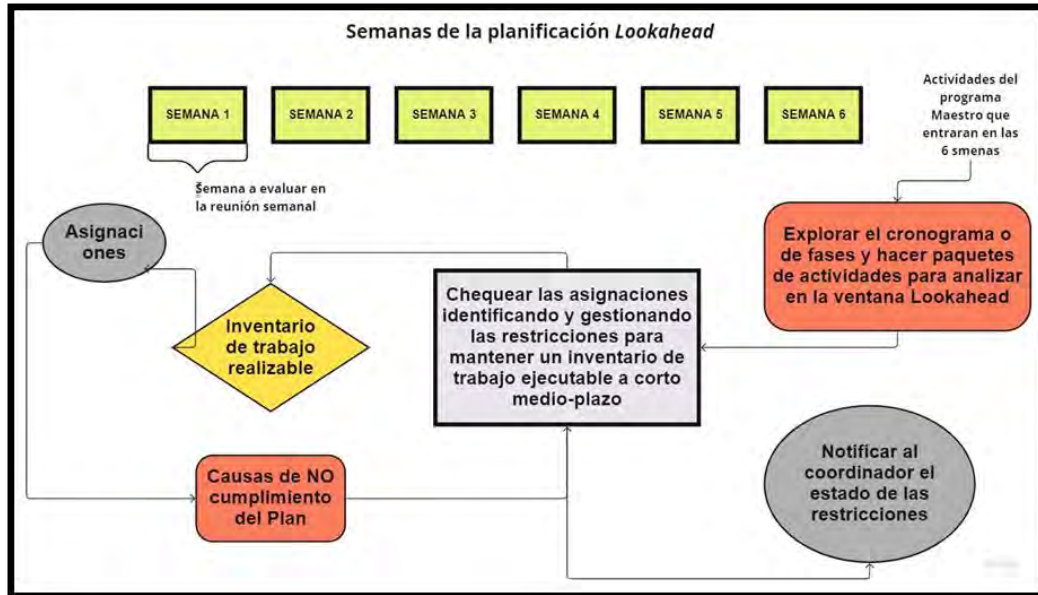 Semanas de la planificación Lookahead
SEMANA 1
SEMANA 2
SEMANA 3
SEMANA 4
SEMANA 5
SEMANA 6
Actividades del
programa
Maestro que
entraran en las
6 smenas
Semana a evaluar en
la reunión semanal
Asignaci
ones
Explorar el cronograma o
de fases y hacer paquetes
de actividades para analizar
en la ventana Lookahead
Chequear las asignaciones
identificando y gestionando
las restricciones para
mantener un inventario de
trabajo ejecutable a corto
medio-plazo
Inventario
de trabajo
realizable
Causas de NO
cumplimiento
del Plan
Notificar al
coordinador el
estado de las
restricciones